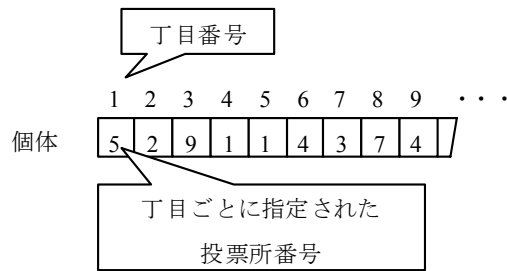 丁目番号
1 2 3 4 5 6 7 8 9 ・・・
個体 5 2 9 1 1 4 3 7 4
丁目ごとに指定された
投票所番号